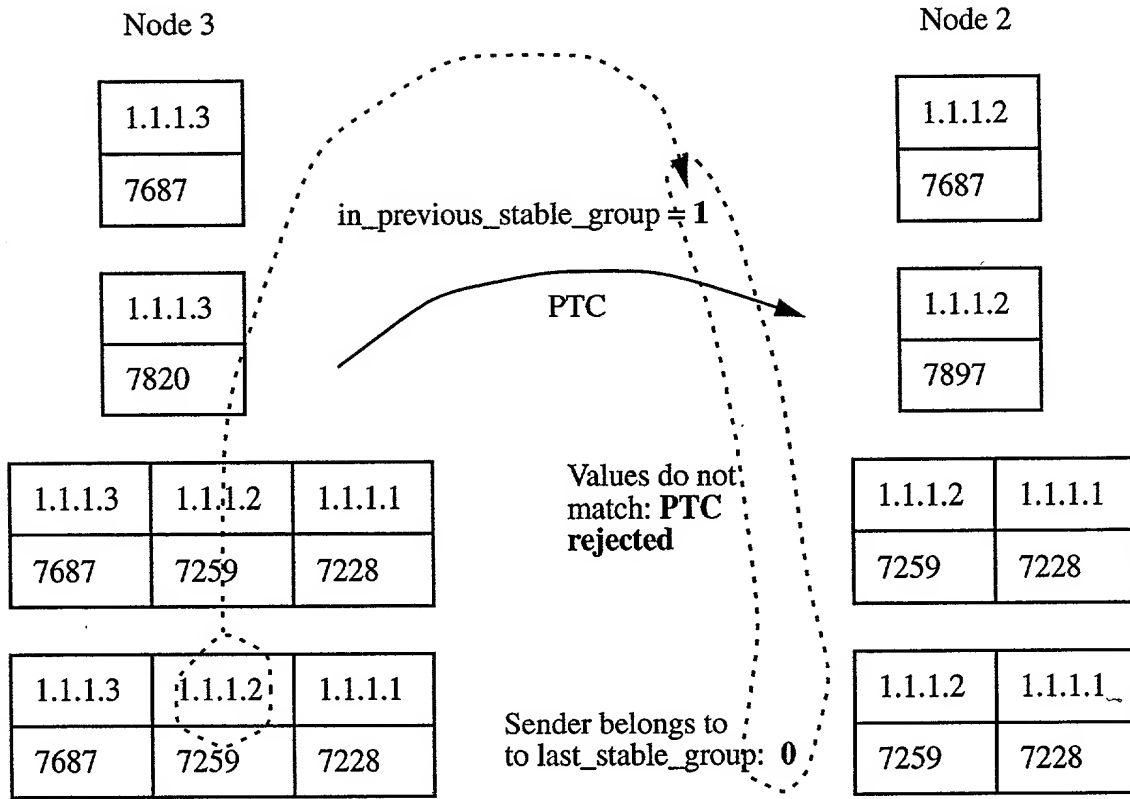 Node 3
Node 2
1.1.1.3
7687
1.1.1.2
7687
in_previous_stable_group = 1
1.1.1.3
7820
PTC
1.1.1.2
7897
1.1.1.3 1.1.1.2 1.1.1.1
7687 7259 7228
Values do not
match: PTC
rejected
1.1.1.2 1.1.1.1
7259 7228
1.1.1.3 1.1.1.2 1.1.1.1
7687 7259 7228
Sender belongs to
to last_stable_group: 0
1.1.1.2 1.1.1.1
7259 7228